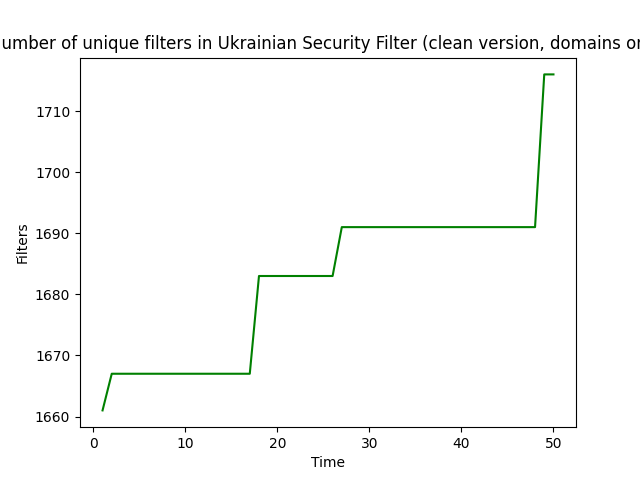 umber of unique filters in Ukrainian Security Filter (clean version, domains or
1710
1700
1690
1680
1670
1660
Filters
0 10 20 30 40 50
Time